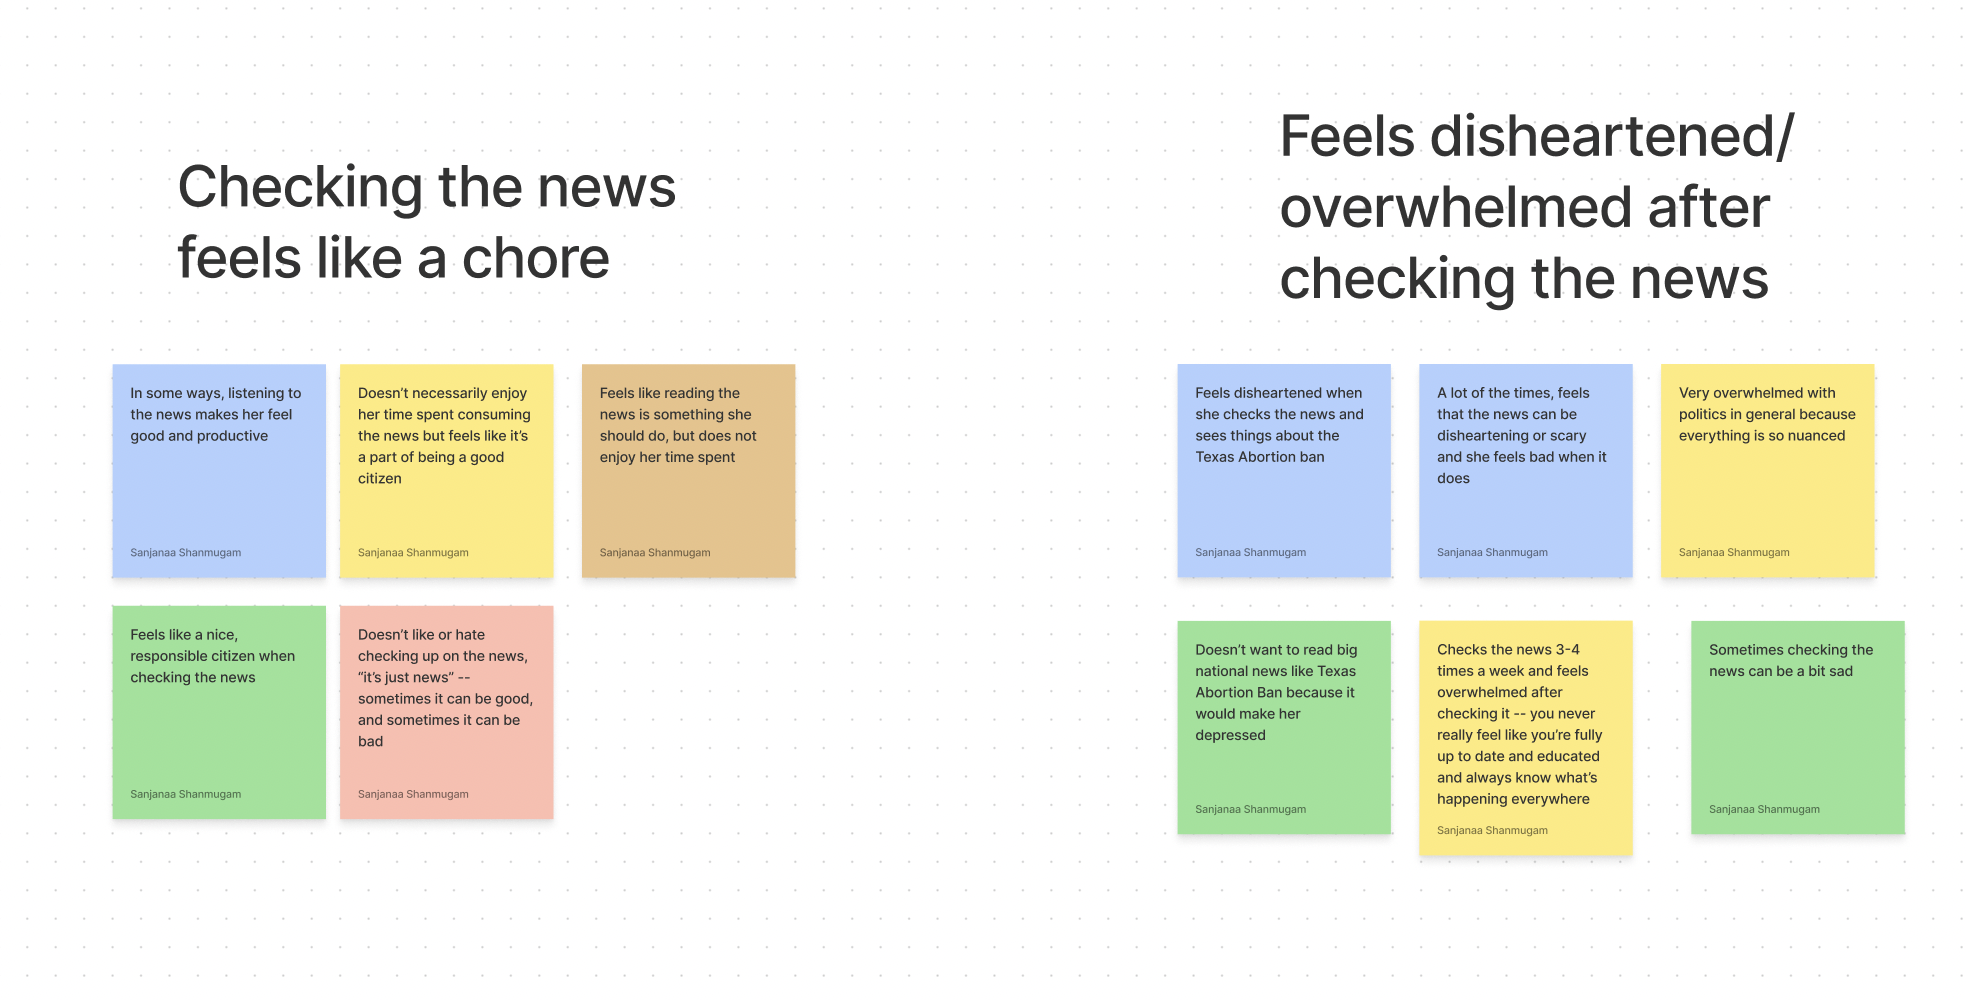 Checking the news
feels like a chore
In some ways, listening to
the news makes her feel
good and productive
Sanjanaa Shanmugam
Doesn’t necessarily enjoy
her time spent consuming
the news but feels like it’s
a part of being a good
citizen
Sanjanaa Shanmugam
Feels like reading the
news is something she
should do, but does not
enjoy her time spent
Sanjanaa Shanmugam
Feels like a nice,
responsible citizen when
checking the news
Sanjanaa Shanmugam
Doesn’t like or hate
checking up on the news,
“it’s just news” --
sometimes it can be good,
and sometimes it can be
bad
Sanjanaa Shanmugam
Feels disheartened/
overwhelmed after
checking the news
Feels disheartened when
she checks the news and
sees things about the
Texas Abortion ban
Sanjanaa Shanmugam
A lot of the times, feels
that the news can be
disheartening or scary
and she feels bad when it
does
Sanjanaa Shanmugam
Very overwhelmed with
politics in general because
everything is so nuanced
Sanjanaa Shanmugam
Doesn’t want to read big
national news like Texas
Abortion Ban because it
would make her
depressed
Sanjanaa Shanmugam
Checks the news 3-4
times a week and feels
overwhelmed after
checking it -- you never
really feel like you’re fully
up to date and educated
and always know what’s
happening everywhere
Sanjanaa Shanmugam
Sometimes checking the
news can be a bit sad
Sanjanaa Shanmugam